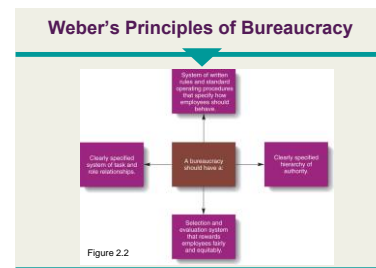 Weber's Principles of Bureaucracy
System of written
rules and standard
operating procedures
that specify how
employees should
behave.
Clearly specified
system of task and
role relationships.
A bureaucracy
should have a:
Clearly specified
hierarchy of
authority.
Selection and
evaluation system
that rewards
employees fairly
and equitably.
Figure 2.2